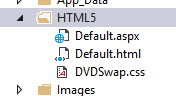 App_Data
HTML5
Default.aspx
Default.html
DVDSwap.css
Images